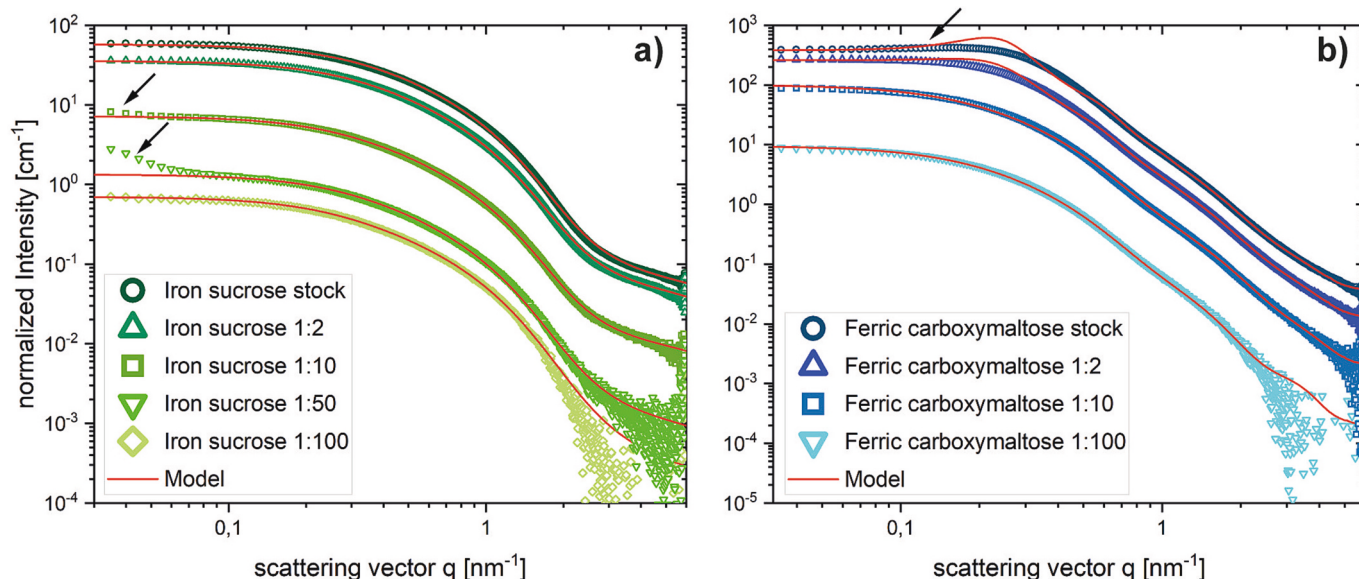 a)
normalized Intensity [cm⁻¹]
10²
10¹
10⁰
10⁻¹
10⁻²
10⁻³
10⁻⁴
Iron sucrose stock
Iron sucrose 1:2
Iron sucrose 1:10
Iron sucrose 1:50
Iron sucrose 1:100
Model
0,1
1
scattering vector q [nm⁻¹]
b)
10³
10²
10¹
10⁰
10⁻¹
10⁻²
10⁻³
10⁻⁴
10⁻⁵
Ferric carboxymaltose stock
Ferric carboxymaltose 1:2
Ferric carboxymaltose 1:10
Ferric carboxymaltose 1:100
Model
0,1
1
scattering vector q [nm⁻¹]